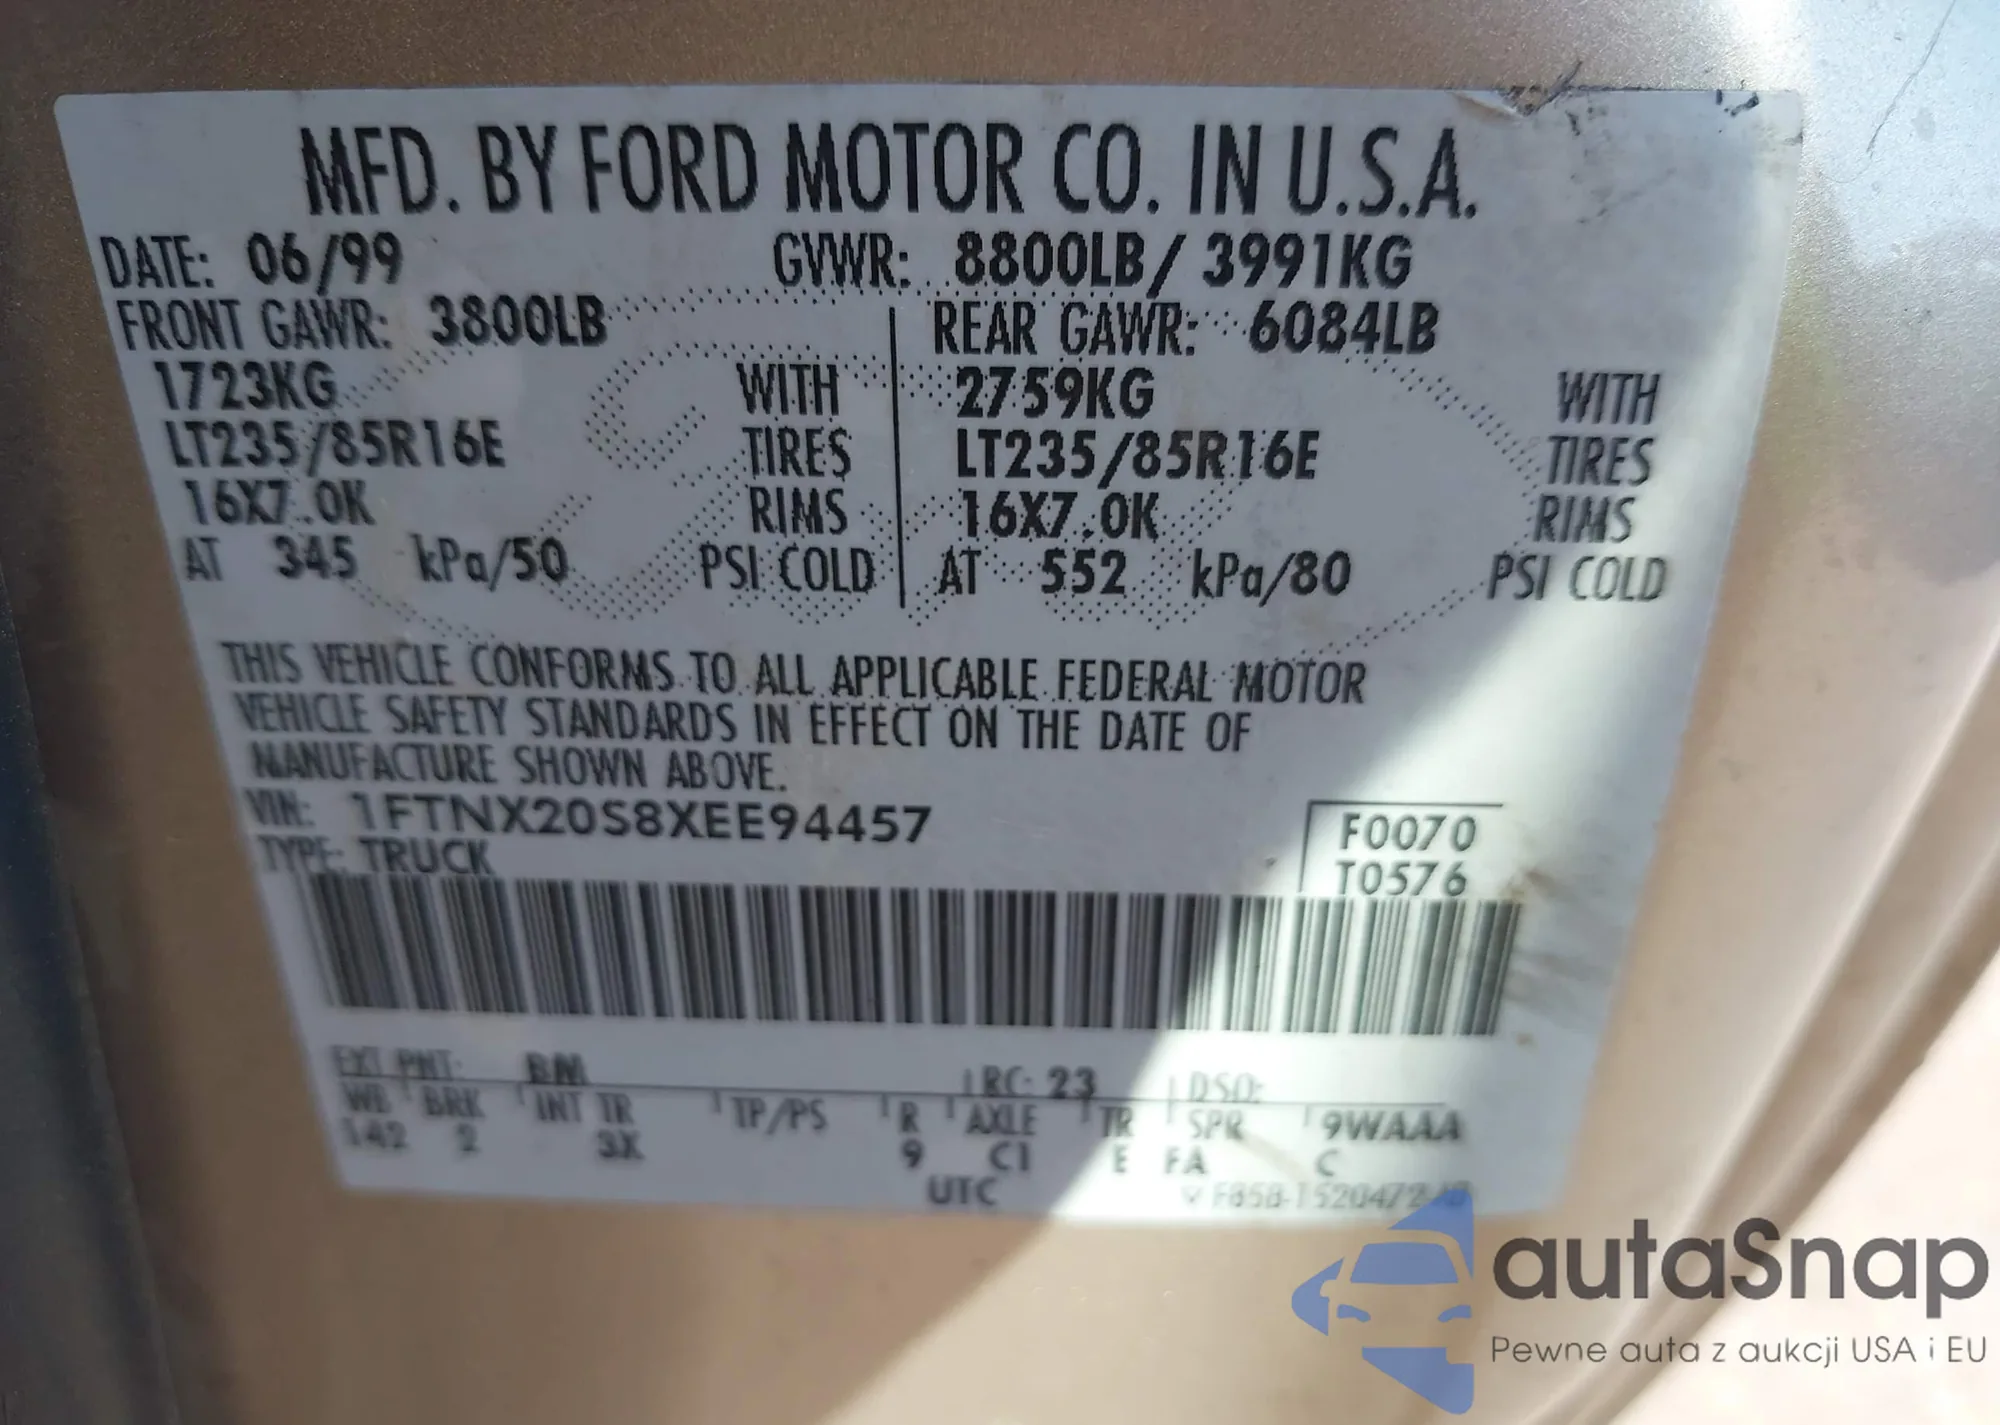 MFD. BY FORD MOTOR CO. IN U.S.A.
DATE: 06/99 GVWR: 8800LB/ 3991KG
FRONT GAWR: 3800LB REAR GAWR: 6084LB
1723KG WITH 2759KG WITH
LT235/85R16E TIRES LT235/85R16E TIRES
16X7.0K RIMS 16X7.0K RIMS
AT 345 kPa/50 PSI COLD AT 552 kPa/80 PSI COLD
THIS VEHICLE CONFORMS TO ALL APPLICABLE FEDERAL MOTOR
VEHICLE SAFETY STANDARDS IN EFFECT ON THE DATE OF
MANUFACTURE SHOWN ABOVE.
VIN: 1FTNX20S8XEE94457 F0070
TYPE: TRUCK T0576
EXT PNT: BM RC: 23 DSO:
WB BRK INT TR TP/PS R AXLE TR SPR 9WAAA
142 2 3X 9 C1 E FA C
UTC
autaSnap
Pewne auta z aukcji USA i EU